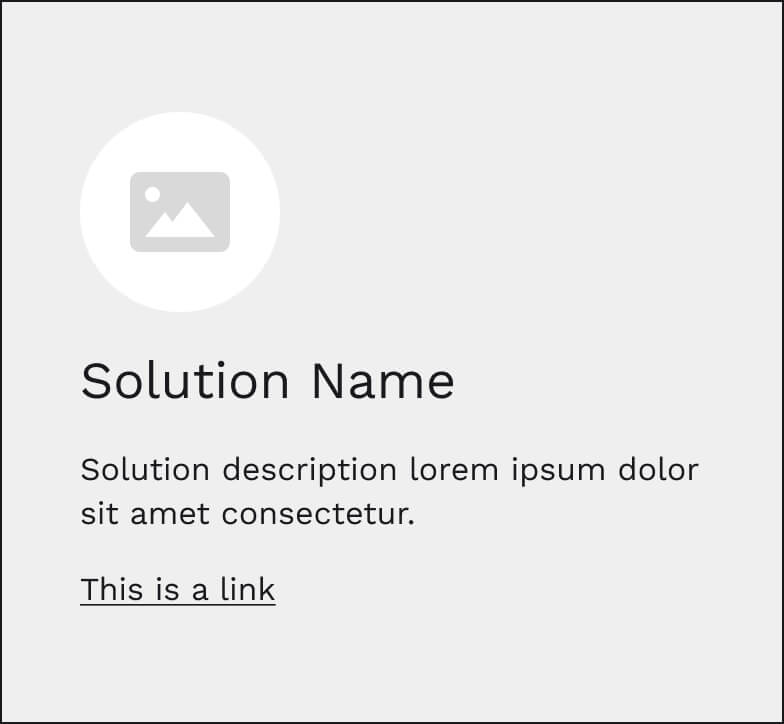 Solution Name
Solution description lorem ipsum dolor
sit amet consectetur.
This is a link